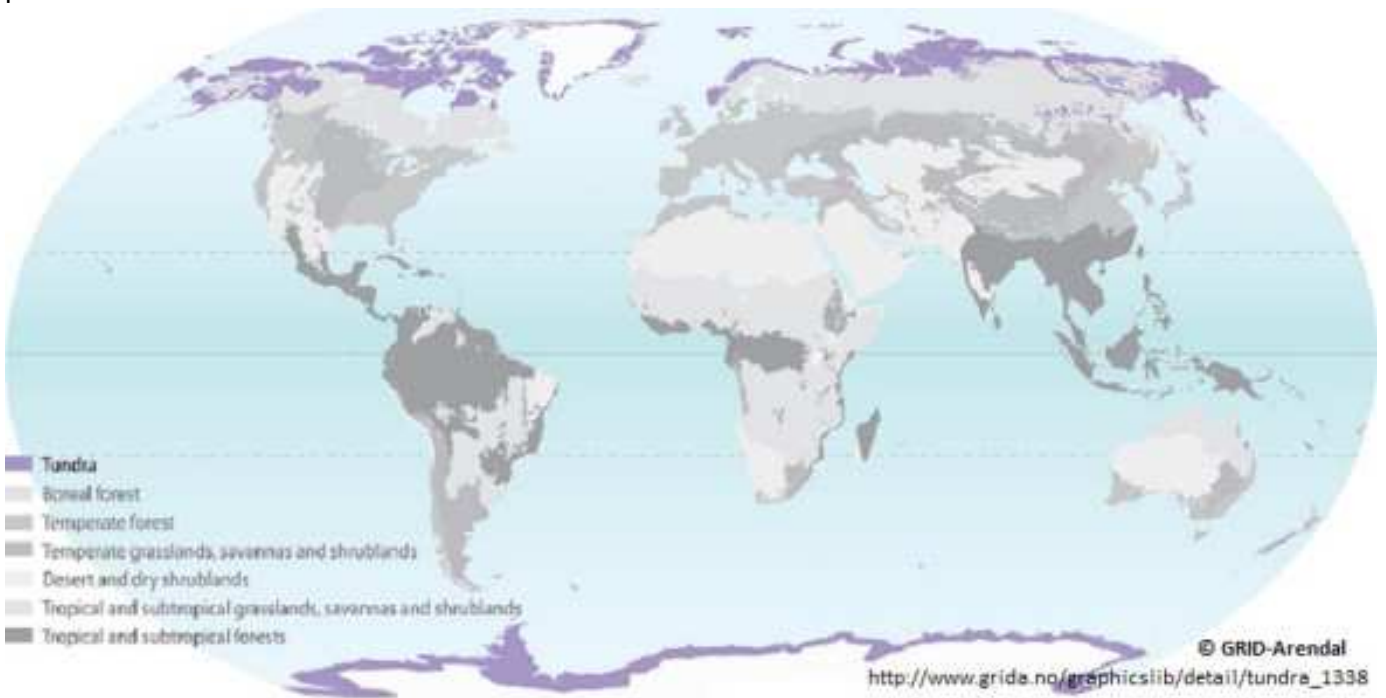 Tundra
Boreal forest
Temperate forest
Temperate grasslands, savannas and shrublands
Desert and dry shrublands
Tropical and subtropical grasslands, savannas and shrublands
Tropical and subtropical forests
© GRID-Arendal
http://www.grida.no/graphicslib/detail/tundra_1338